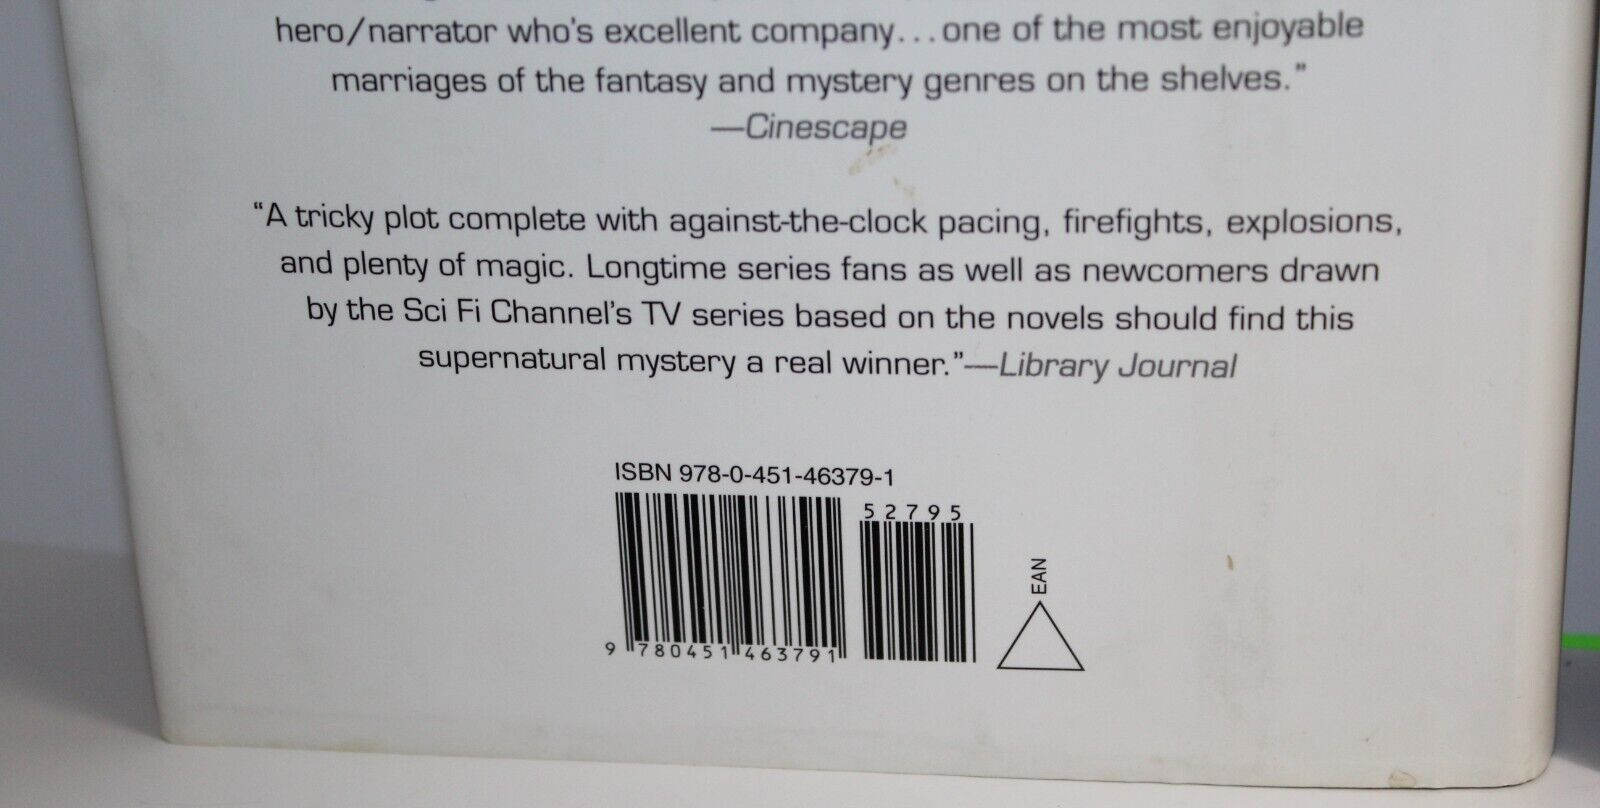 hero/narrator who's excellent company...one of the most enjoyable
marriages of the fantasy and mystery genres on the shelves."
—Cinescape
"A tricky plot complete with against-the-clock pacing, firefights, explosions,
and plenty of magic. Longtime series fans as well as newcomers drawn
by the Sci Fi Channel's TV series based on the novels should find this
supernatural mystery a real winner."—Library Journal
ISBN 978-0-451-46379-1
52795
EAN
9 780451 463791